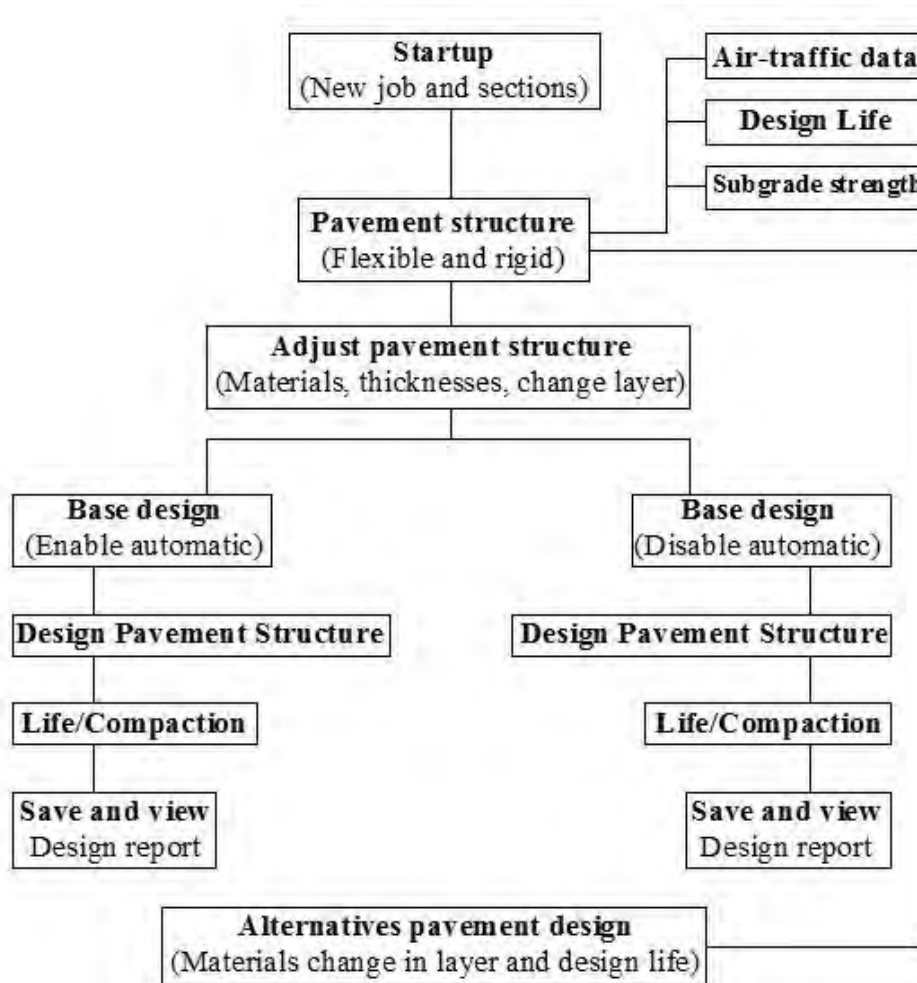 Startup
(New job and sections)
Air-traffic data
Design Life
Subgrade strength
Pavement structure
(Flexible and rigid)
Adjust pavement structure
(Materials, thicknesses, change layer)
Base design
(Enable automatic)
Base design
(Disable automatic)
Design Pavement Structure
Design Pavement Structure
Life/Compaction
Life/Compaction
Save and view
Design report
Save and view
Design report
Alternatives pavement design
(Materials change in layer and design life)